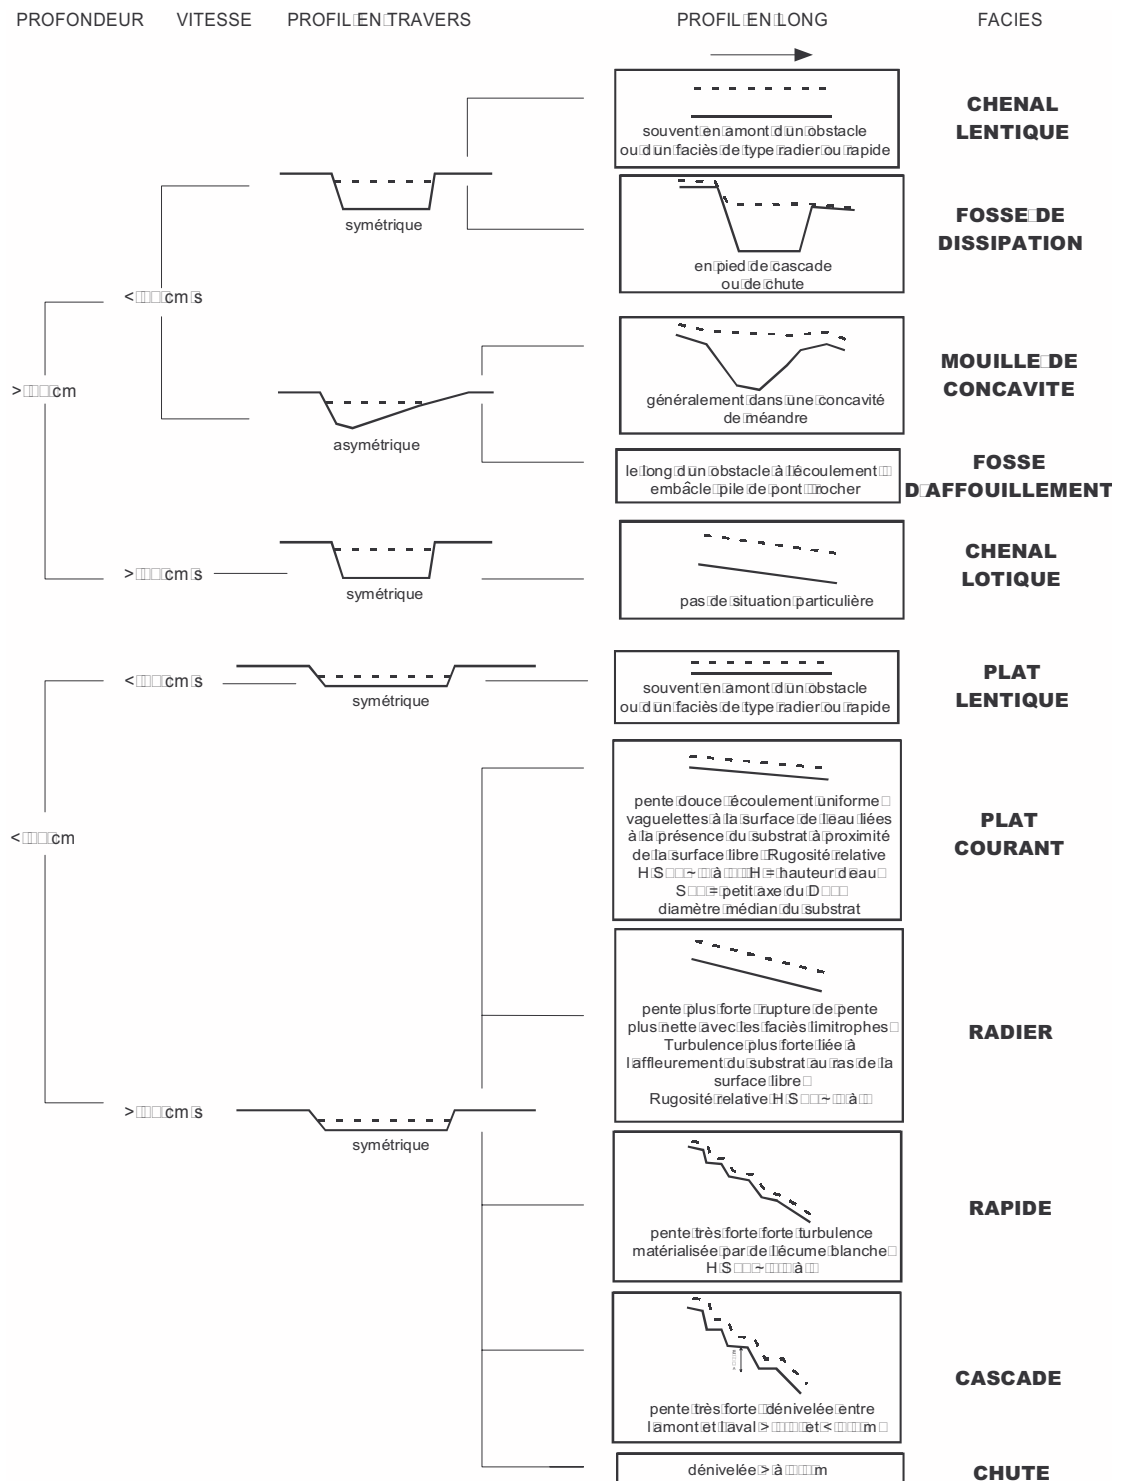 PROFONDEUR VITESSE PROFIL EN TRAVERS PROFIL EN LONG FACIES
souvent en amont d un obstacle
ou d un faciès de type radier ou rapide
CHENAL
LENTIQUE
symétrique
en pied de cascade
ou de chute
FOSSE DE
DISSIPATION
< cm s
> cm
généralement dans une concavité
de méandre
MOUILLE DE
CONCAVITE
asymétrique
le long d un obstacle à l écoulement
embâcle pile de pont rocher
FOSSE
D AFFOUILLEMENT
> cm s
symétrique
pas de situation particulière
CHENAL
LOTIQUE
< cm s
symétrique
souvent en amont d un obstacle
ou d un faciès de type radier ou rapide
PLAT
LENTIQUE
< cm
pente douce écoulement uniforme
vaguelettes à la surface de l eau liées
à la présence du substrat à proximité
de la surface libre Rugosité relative
H S ~ à H = hauteur d eau
S = petit axe du D
diamètre médian du substrat
PLAT
COURANT
pente plus forte rupture de pente
plus nette avec les faciès limitrophes
Turbulence plus forte liée à
l affleurement du substrat au ras de la
surface libre
Rugosité relative H S ~ à
RADIER
> cm s
symétrique
pente très forte forte turbulence
matérialisée par de l écume blanche
H S ~ à
RAPIDE
pente très forte dénivelée entre
l amont et l aval > et < m
CASCADE
dénivelée > à m
CHUTE